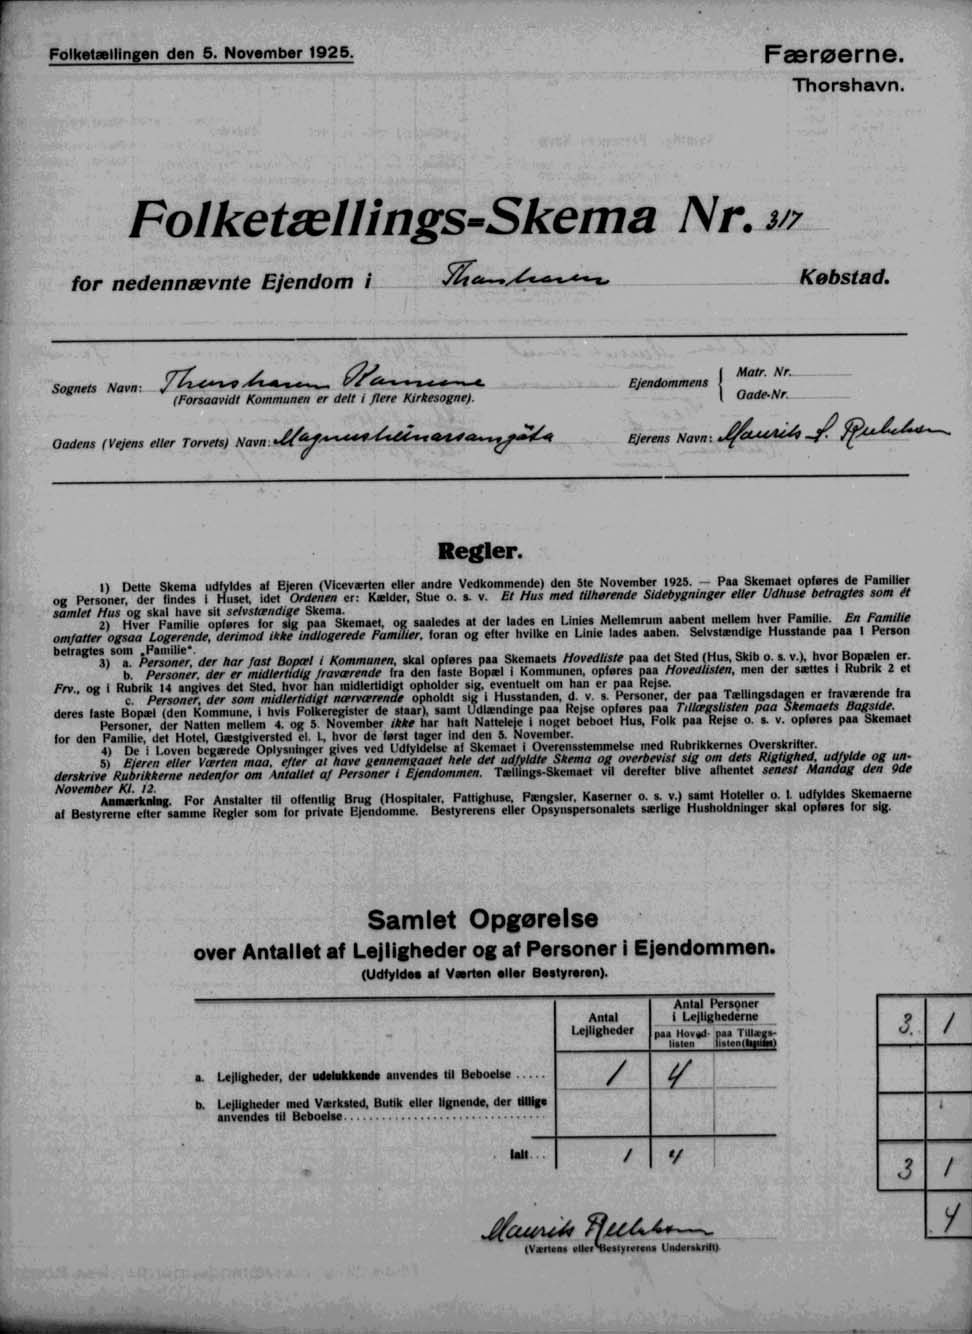 Folketællingen den 5. November 1925.
Færøerne.
Thorshavn.
Folketællings-Skema Nr. 317
for nedennævnte Ejendom i Thorshavn Købstad.
Sognets Navn: Thorshavn Kommune
(Forsaavidt Kommunen er delt i flere Kirkesogne).
Ejendommens
Matr. Nr.
Gade-Nr.
Gadens (Vejens eller Torvets) Navn: Magnusheinarsamgöta
Ejerens Navn: Maurits S.
Regler.
1) Dette Skema udfyldes af Ejeren (Viceværten eller andre Vedkommende) den 5te November 1925. — Paa Skemaet opføres de Familier
og Personer, der findes i Huset, idet Ordenen er: Kælder, Stue o. s. v. Et Hus med tilhørende Sidebygninger eller Udhuse betragtes som ét
samlet Hus og skal have sit selvstændige Skema.
2) Hver Familie opføres for sig paa Skemaet, og saaledes at der lades en Linies Mellemrum aabent mellem hver Familie. En Familie
omfatter ogsaa Logerende, derimod ikke indlogerede Familier, foran og efter hvilke en Linie lades aaben. Selvstændige Husstande paa 1 Person
betragtes som „Familie".
3) a. Personer, der har fast Bopæl i Kommunen, skal opføres paa Skemaets Hovedliste paa det Sted (Hus, Skib o. s. v.), hvor Bopælen er.
b. Personer, der er midlertidig fraværende fra den faste Bopæl i Kommunen, opføres paa Hovedlisten, men der sættes i Rubrik 2 et
Frv., og i Rubrik 14 angives det Sted, hvor han midlertidigt opholder sig, eventuelt om han er paa Rejse.
c. Personer, der som midlertidigt nærværende opholdt sig i Husstanden, d. v. s. Personer, der paa Tællingsdagen er fraværende fra
deres faste Bopæl (den Kommune, i hvis Folkeregister de staar), samt Udlændinge paa Rejse opføres paa Tillægslisten paa Skemaets Bagside.
Personer, der Natten mellem 4. og 5. November ikke har haft Natteleje i noget beboet Hus, Folk paa Rejse o. s. v. opføres paa Skemaet
for den Familie, det Hotel, Gæstgiversted el. l., hvor de først tager ind den 5. November.
4) De i Loven begærede Oplysninger gives ved Udfyldelse af Skemaet i Overensstemmelse med Rubrikkernes Overskrifter.
5) Ejeren eller Værten maa, efter at have gennemgaaet hele det udfyldte Skema og overbevist sig om dets Rigtighed, udfylde og un-
derskrive Rubrikkerne nedenfor om Antallet af Personer i Ejendommen. Tællings-Skemaet vil derefter blive afhentet senest Mandag den 9de
November Kl. 12.
Anmærkning. For Anstalter til offentlig Brug (Hospitaler, Fattighuse, Fængsler, Kaserner o. s. v.) samt Hoteller o. l. udfyldes Skemaerne
af Bestyrerne efter samme Regler som for private Ejendomme. Bestyrerens eller Opsynspersonalets særlige Husholdninger skal opføres for sig.
Samlet Opgørelse
over Antallet af Lejligheder og af Personer i Ejendommen.
(Udfyldes af Værten eller Bestyreren).
Antal Lejligheder
Antal Personer i Lejlighederne
paa Hoved-listen
paa Tillægs-listen (bagsiden)
3. 1
a. Lejligheder, der udelukkende anvendes til Beboelse ..... 1 4
b. Lejligheder med Værksted, Butik eller lignende, der tillige
anvendes til Beboelse
Ialt... 1 4
3 1
4
Maurits
(Værtens eller Bestyrerens Underskrift).